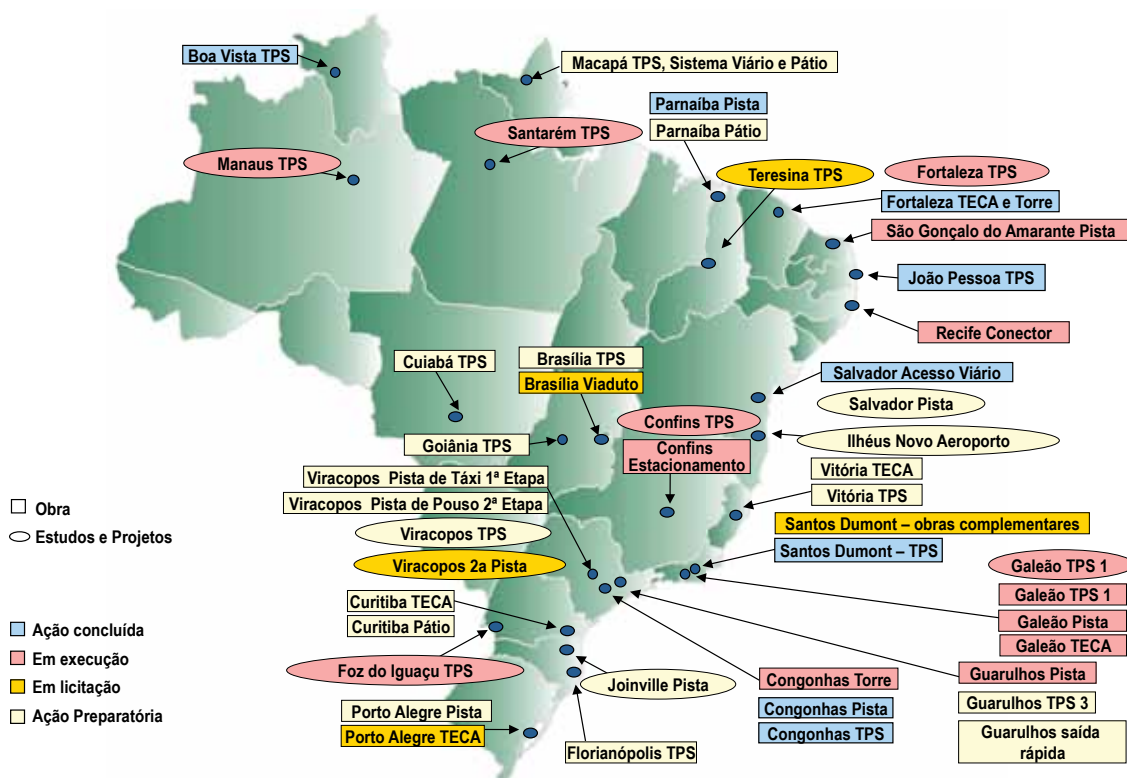 Boa Vista TPS
Macapá TPS, Sistema Viário e Pátio
Parnaíba Pista
Parnaíba Pátio
Santarém TPS
Manaus TPS
Teresina TPS
Fortaleza TPS
Fortaleza TECA e Torre
São Gonçalo do Amarante Pista
João Pessoa TPS
Recife Conector
Cuiabá TPS
Brasília TPS
Brasília Viaduto
Salvador Acesso Viário
Salvador Pista
Confins TPS
Goiânia TPS
Confins
Estacionamento
Ilhéus Novo Aeroporto
Vitória TECA
Vitória TPS
Viracopos Pista de Táxi 1ª Etapa
Viracopos Pista de Pouso 2ª Etapa
Viracopos TPS
Viracopos 2a Pista
Santos Dumont – obras complementares
Santos Dumont – TPS
Galeão TPS 1
Galeão TPS 1
Galeão Pista
Galeão TECA
Curitiba TECA
Curitiba Pátio
Foz do Iguaçu TPS
Joinville Pista
Congonhas Torre
Congonhas Pista
Congonhas TPS
Guarulhos Pista
Guarulhos TPS 3
Guarulhos saída
rápida
Porto Alegre Pista
Porto Alegre TECA
Florianópolis TPS
Obra
Estudos e Projetos
Ação concluída
Em execução
Em licitação
Ação Preparatória